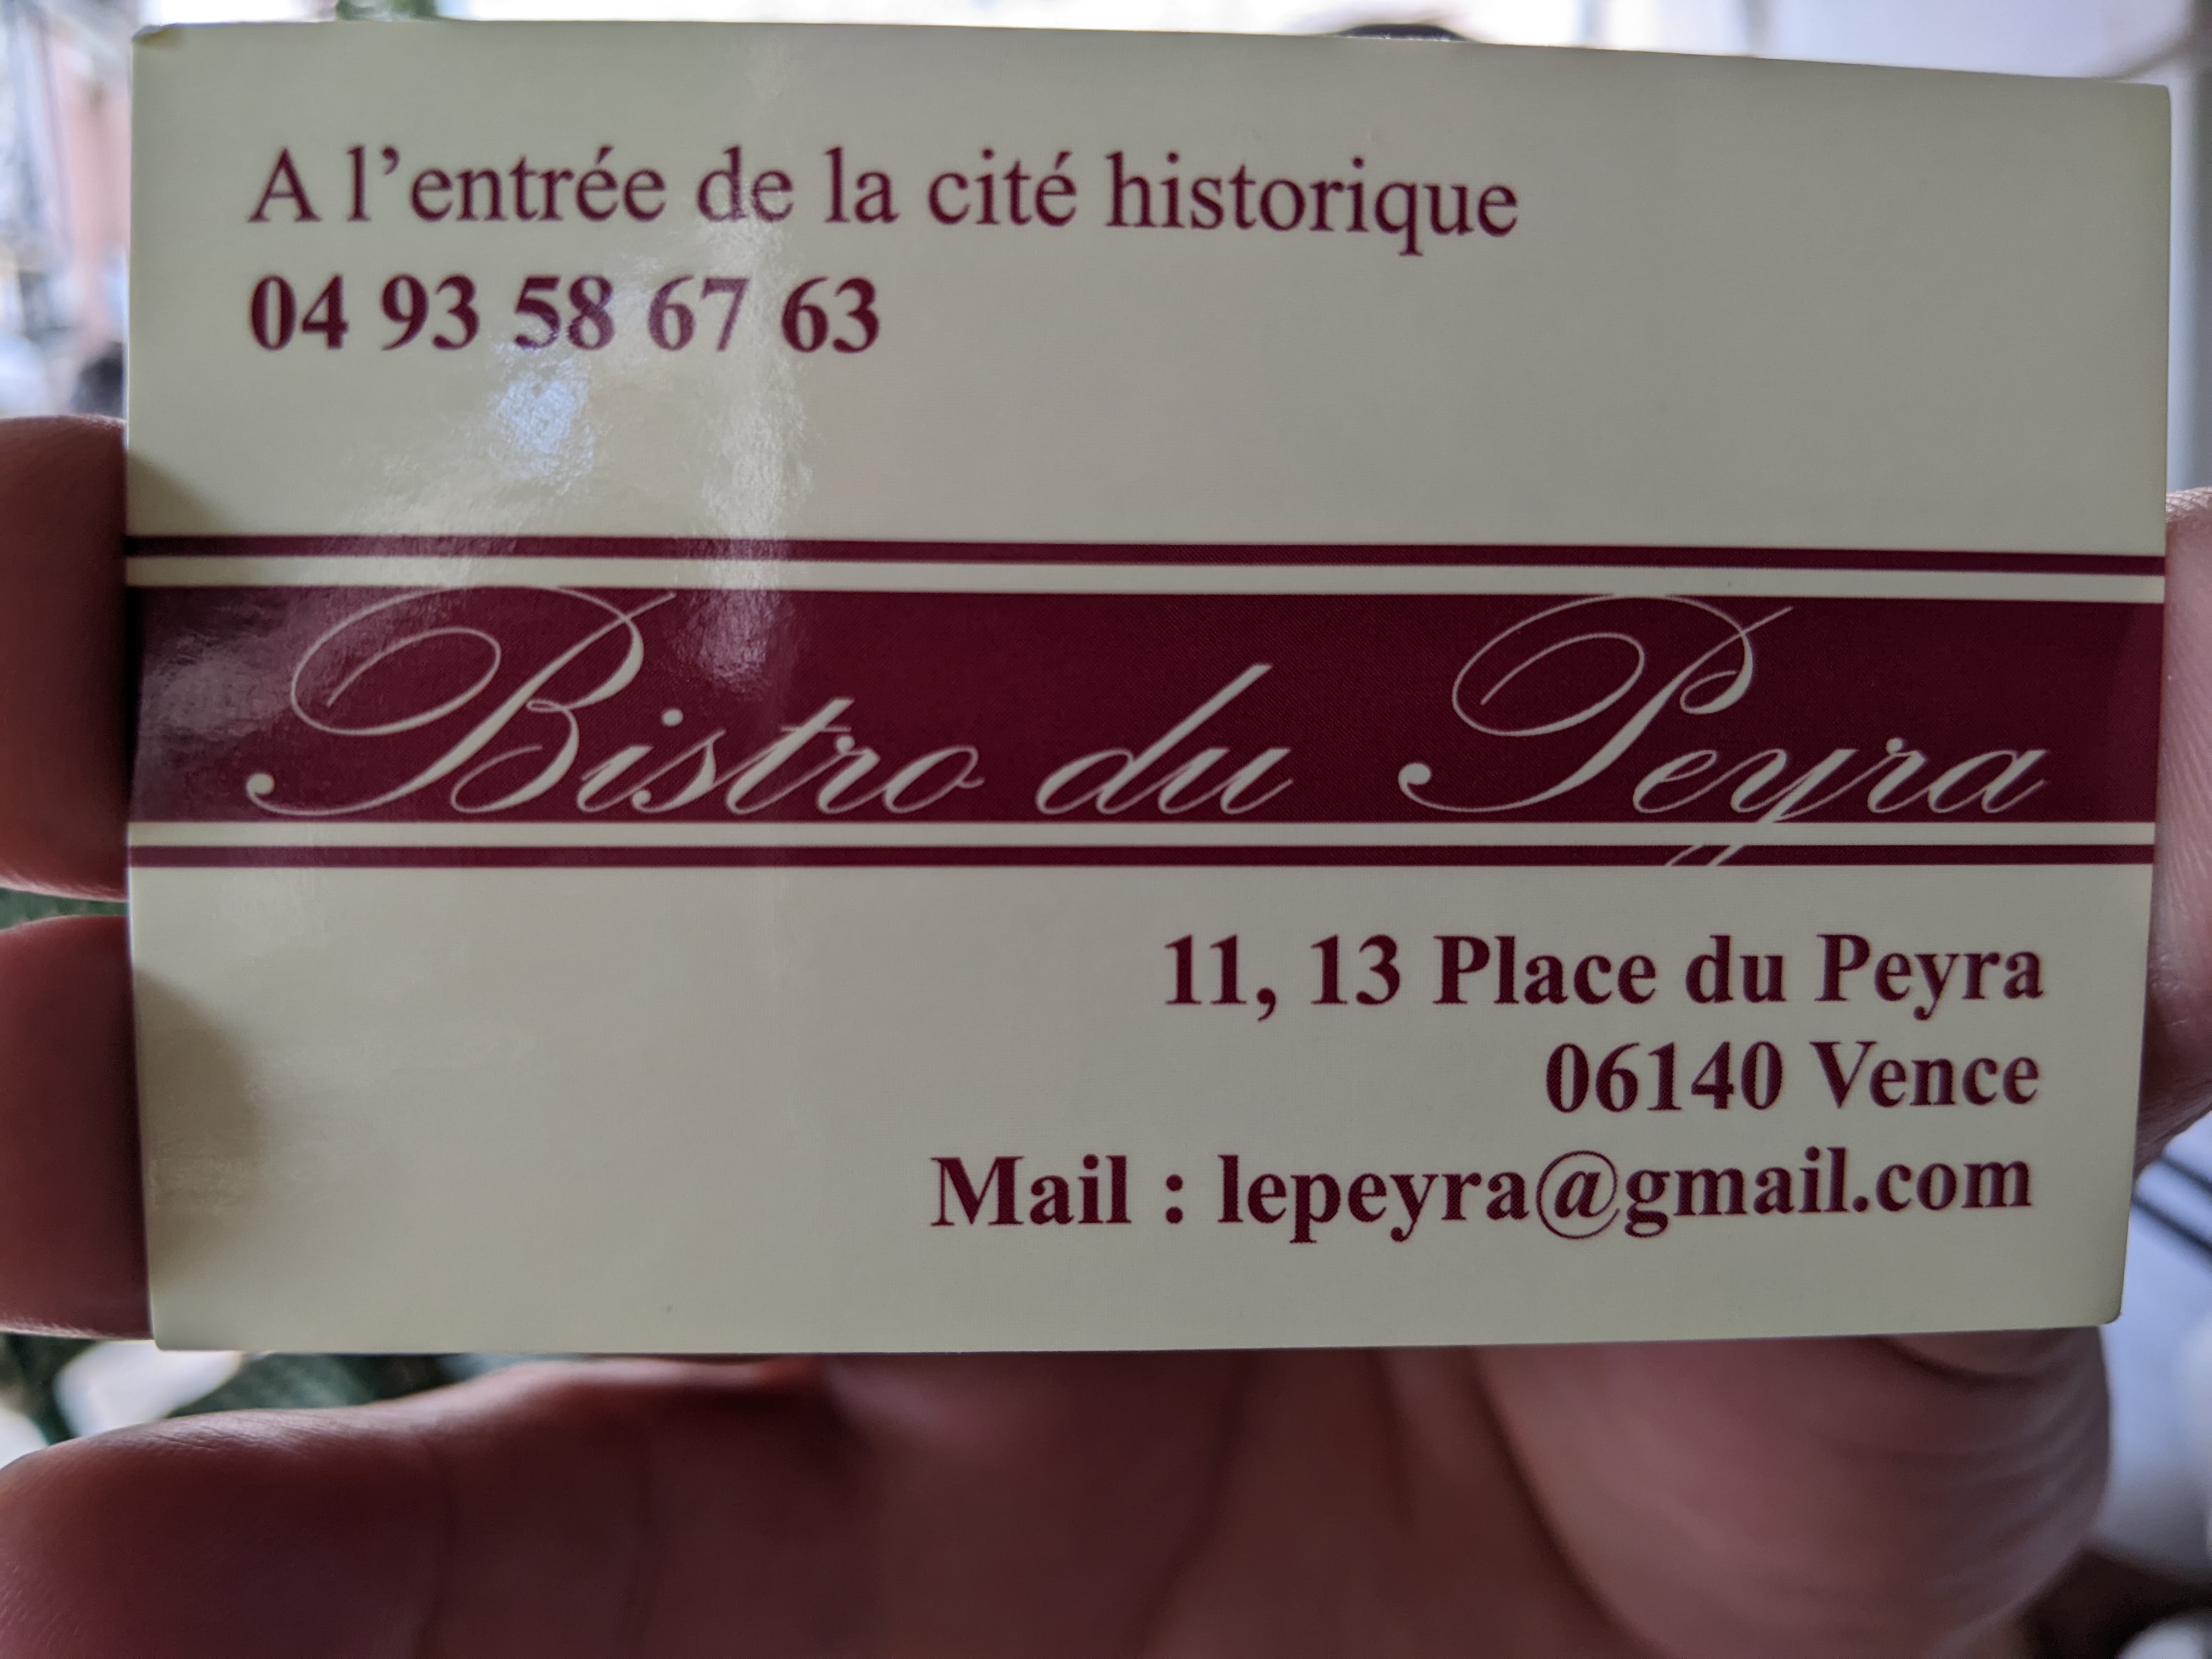 A l’entrée de la cité historique
04 93 58 67 63
Bistro du Peyra
11, 13 Place du Peyra
06140 Vence
Mail : lepeyra@gmail.com